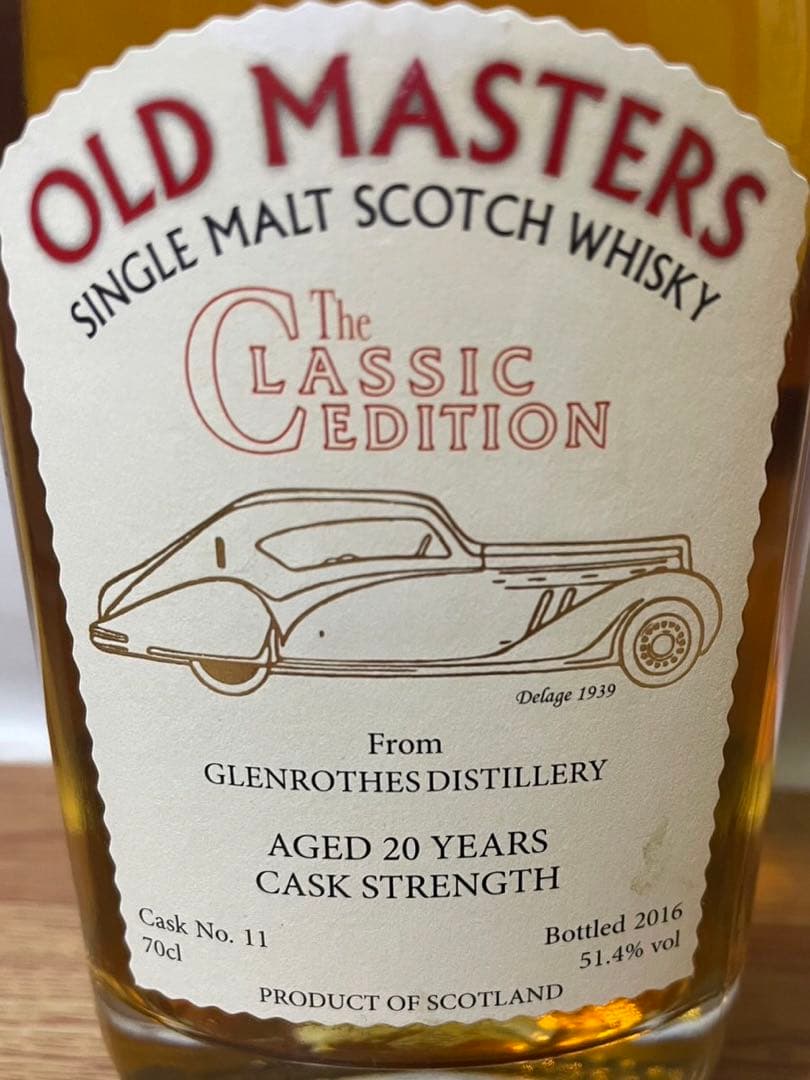 OLD MASTERS
SINGLE MALT SCOTCH WHISKY
The
CLASSIC
EDITION
Delage 1939
From
GLENROTHES DISTILLERY
AGED 20 YEARS
CASK STRENGTH
Cask No. 11
70cl
Bottled 2016
51.4% vol
PRODUCT OF SCOTLAND